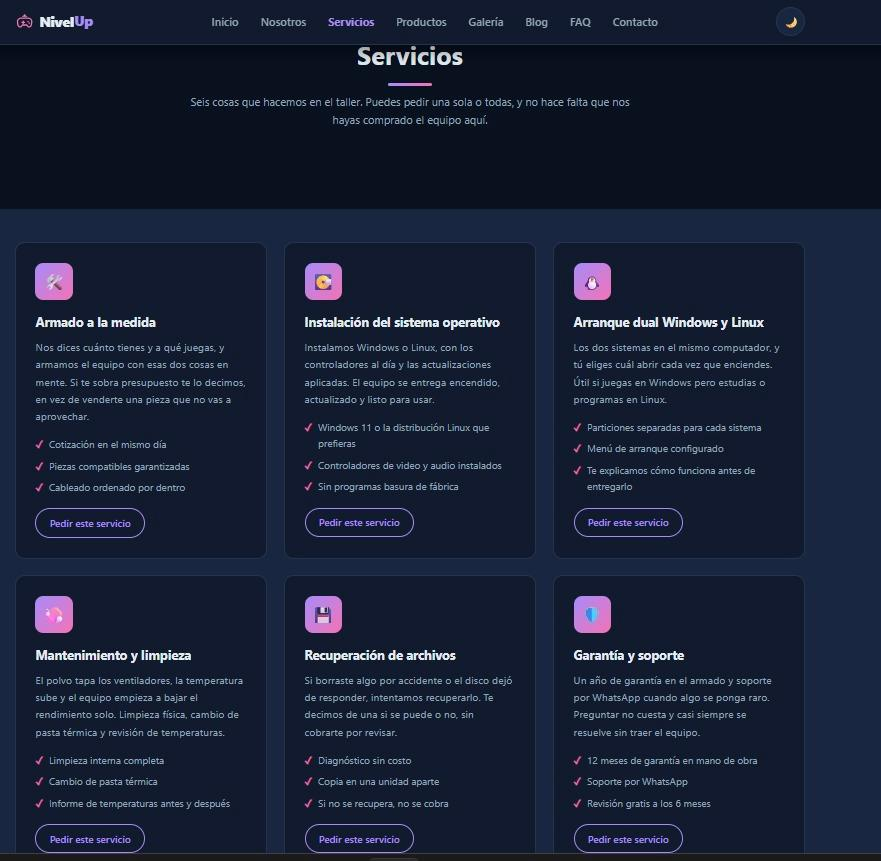 NivelUp
Inicio
Nosotros
Servicios
Productos
Galería
Blog
FAQ
Contacto
Servicios
Seis cosas que hacemos en el taller. Puedes pedir una sola o todas, y no hace falta que nos
hayas comprado el equipo aquí.
Armado a la medida
Nos dices cuánto tienes y a qué juegas, y
armamos el equipo con esas dos cosas en
mente. Si te sobra presupuesto te lo decimos,
en vez de venderte una pieza que no vas a
aprovechar.
✓ Cotización en el mismo día
✓ Piezas compatibles garantizadas
✓ Cableado ordenado por dentro
Pedir este servicio
Instalación del sistema operativo
Instalamos Windows o Linux, con los
controladores al día y las actualizaciones
aplicadas. El equipo se entrega encendido,
actualizado y listo para usar.
✓ Windows 11 o la distribución Linux que
prefieras
✓ Controladores de video y audio instalados
✓ Sin programas basura de fábrica
Pedir este servicio
Arranque dual Windows y Linux
Los dos sistemas en el mismo computador, y
tú eliges cuál abrir cada vez que enciendes.
Útil si juegas en Windows pero estudias o
programas en Linux.
✓ Particiones separadas para cada sistema
✓ Menú de arranque configurado
✓ Te explicamos cómo funciona antes de
entregarlo
Pedir este servicio
Mantenimiento y limpieza
El polvo tapa los ventiladores, la temperatura
sube y el equipo empieza a bajar el
rendimiento solo. Limpieza física, cambio de
pasta térmica y revisión de temperaturas.
✓ Limpieza interna completa
✓ Cambio de pasta térmica
✓ Informe de temperaturas antes y después
Pedir este servicio
Recuperación de archivos
Si borraste algo por accidente o el disco dejó
de responder, intentamos recuperarlo. Te
decimos de una si se puede o no, sin
cobrarte por revisar.
✓ Diagnóstico sin costo
✓ Copia en una unidad aparte
✓ Si no se recupera, no se cobra
Pedir este servicio
Garantía y soporte
Un año de garantía en el armado y soporte
por WhatsApp cuando algo se ponga raro.
Preguntar no cuesta y casi siempre se
resuelve sin traer el equipo.
✓ 12 meses de garantía en mano de obra
✓ Soporte por WhatsApp
✓ Revisión gratis a los 6 meses
Pedir este servicio